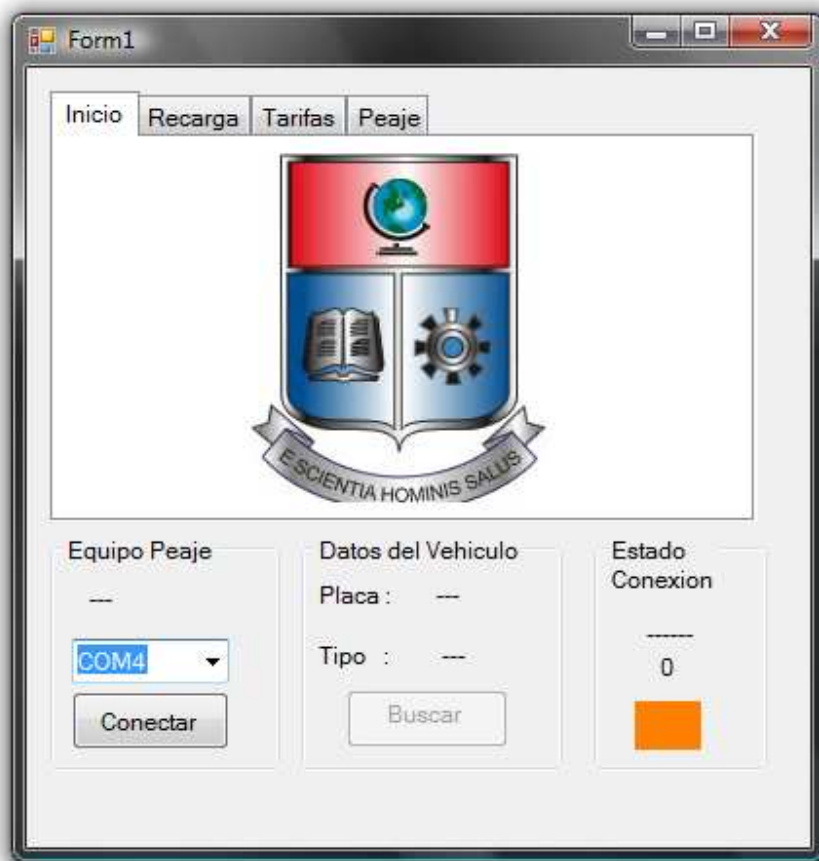 Form1
Inicio Recarga Tarifas Peaje
E SCIENTIA HOMINIS SALUS
Equipo Peaje
---
COM4
Conectar
Datos del Vehiculo
Placa : ---
Tipo : ---
Buscar
Estado
Conexion
------
0